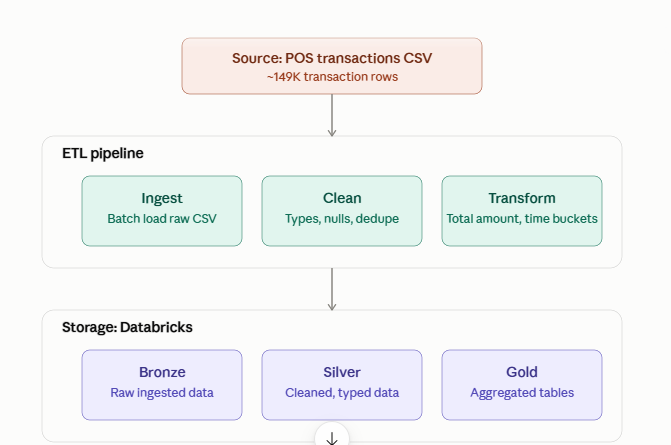 Source: POS transactions CSV
~149K transaction rows
ETL pipeline
Ingest
Batch load raw CSV
Clean
Types, nulls, dedupe
Transform
Total amount, time buckets
Storage: Databricks
Bronze
Raw ingested data
Silver
Cleaned, typed data
Gold
Aggregated tables